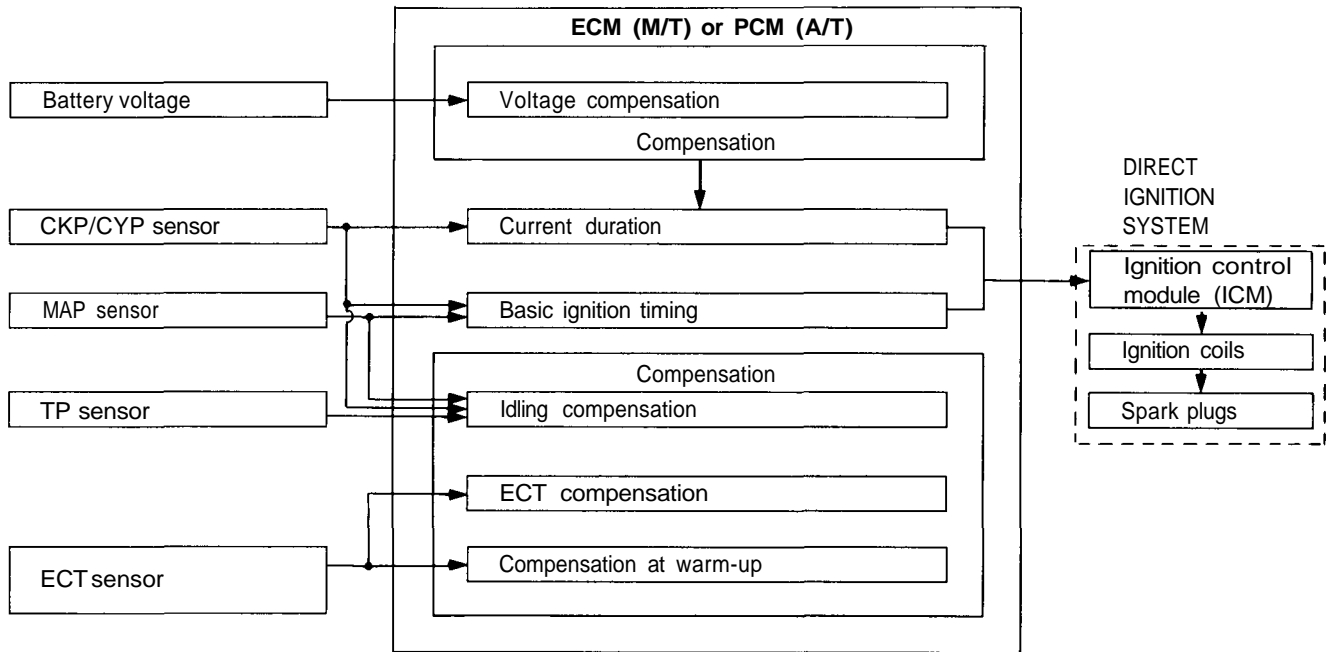 ECM (M/T) or PCM (A/T)
Battery voltage
Voltage compensation
Compensation
DIRECT
IGNITION
SYSTEM
CKP/CYP sensor
Current duration
Ignition control
module (ICM)
MAP sensor
Basic ignition timing
Ignition coils
Compensation
TP sensor
Idling compensation
Spark plugs
ECT compensation
ECT sensor
Compensation at warm-up